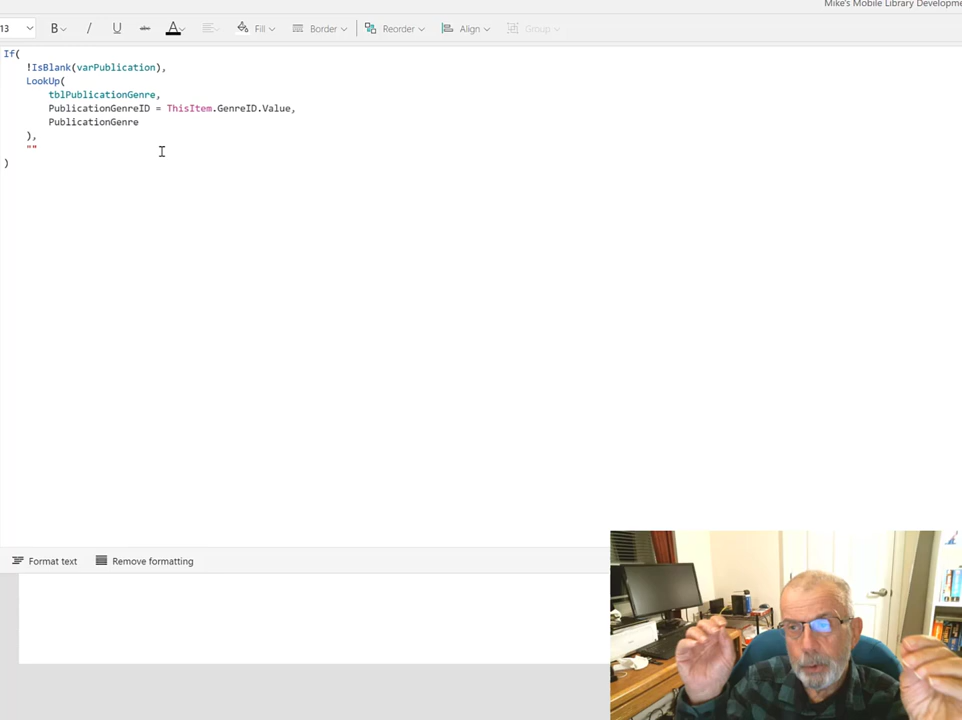 Mike's Mobile Library Developme
13 B / U abc A Fill Border Reorder Align Group
If(
!IsBlank(varPublication),
LookUp(
tblPublicationGenre,
PublicationGenreID = ThisItem.GenreID.Value,
PublicationGenre
),
""
)
Format text Remove formatting